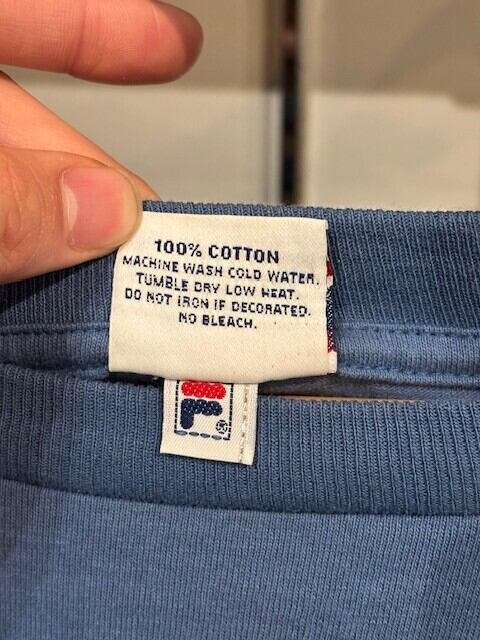 100% COTTON
MACHINE WASH COLD WATER.
TUMBLE DRY LOW HEAT.
DO NOT IRON IF DECORATED.
NO BLEACH.
F
®